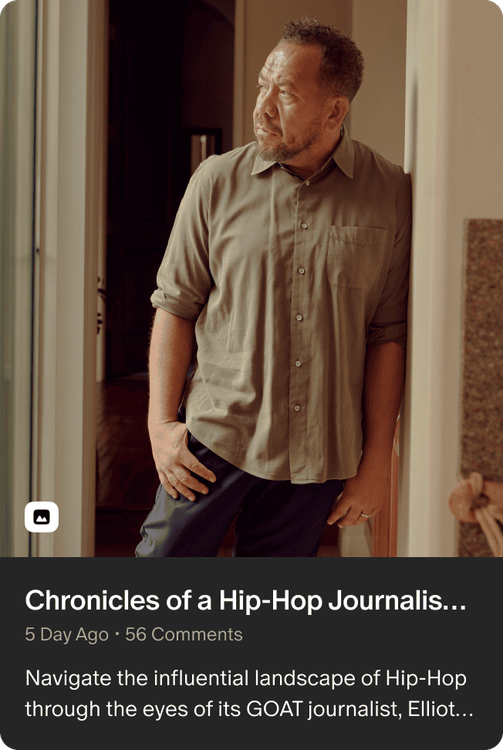 Chronicles of a Hip-Hop Journalis...
5 Day Ago • 56 Comments
Navigate the influential landscape of Hip-Hop
through the eyes of its GOAT journalist, Elliot...